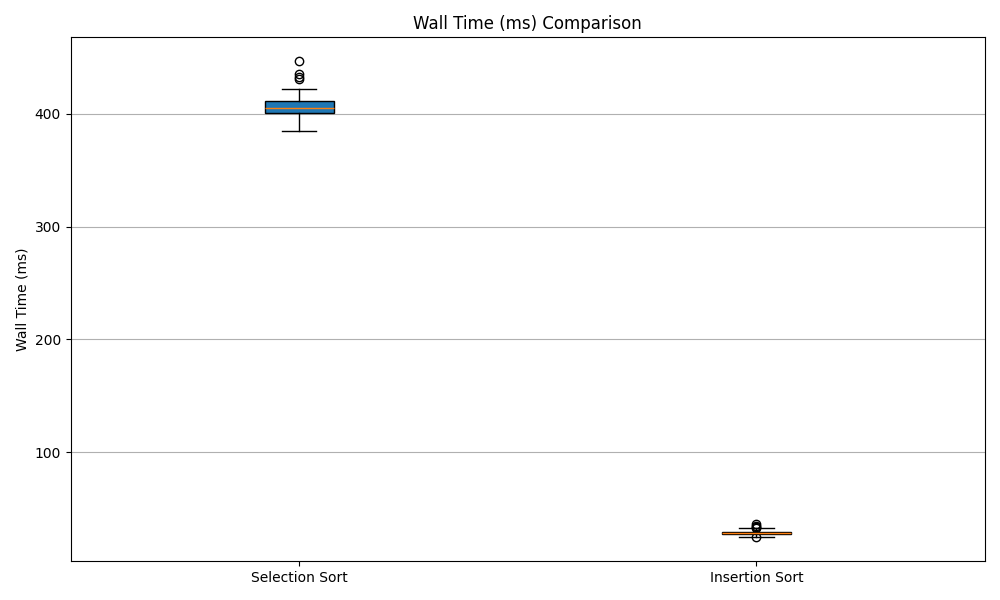 Wall Time (ms) Comparison
Wall Time (ms)
400
300
200
100
Selection Sort
Insertion Sort